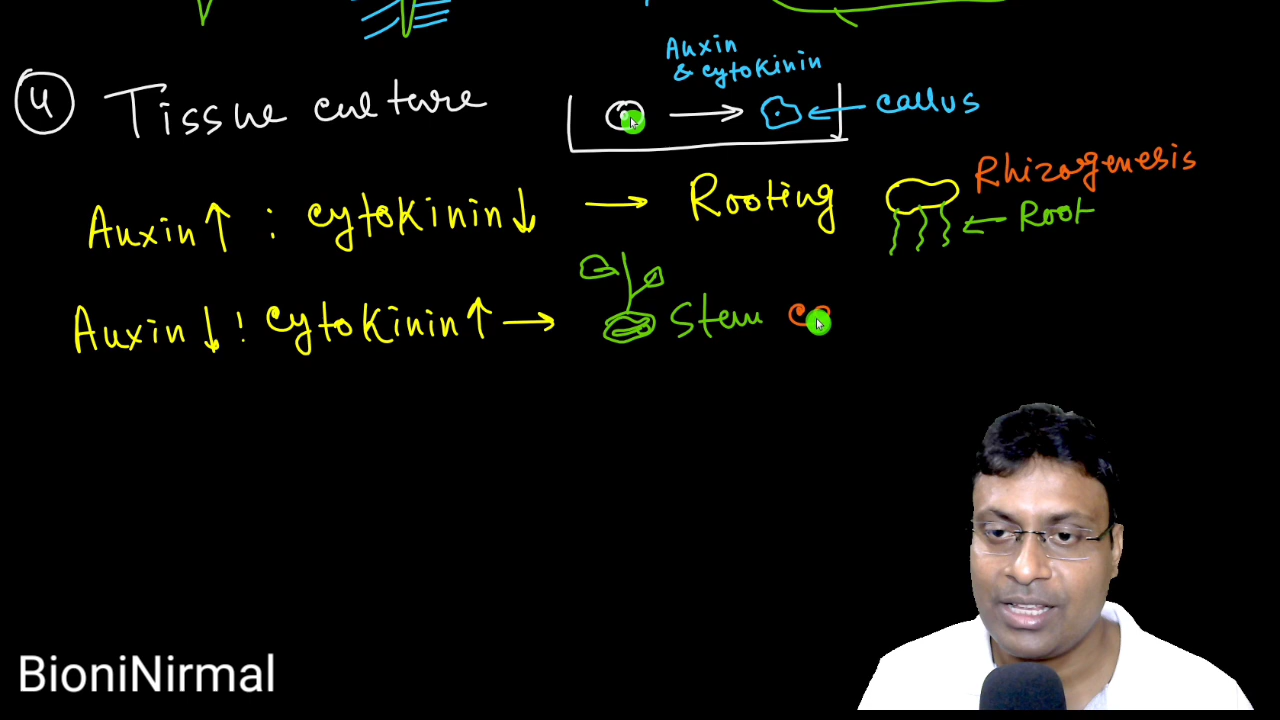 Auxin
& cytokinin
4 Tissue culture
callus
Rhizogenesis
Auxin ↑ : cytokinin ↓ → Rooting
← Root
Auxin ↓ : cytokinin ↑ → Stem
BioniNirmal